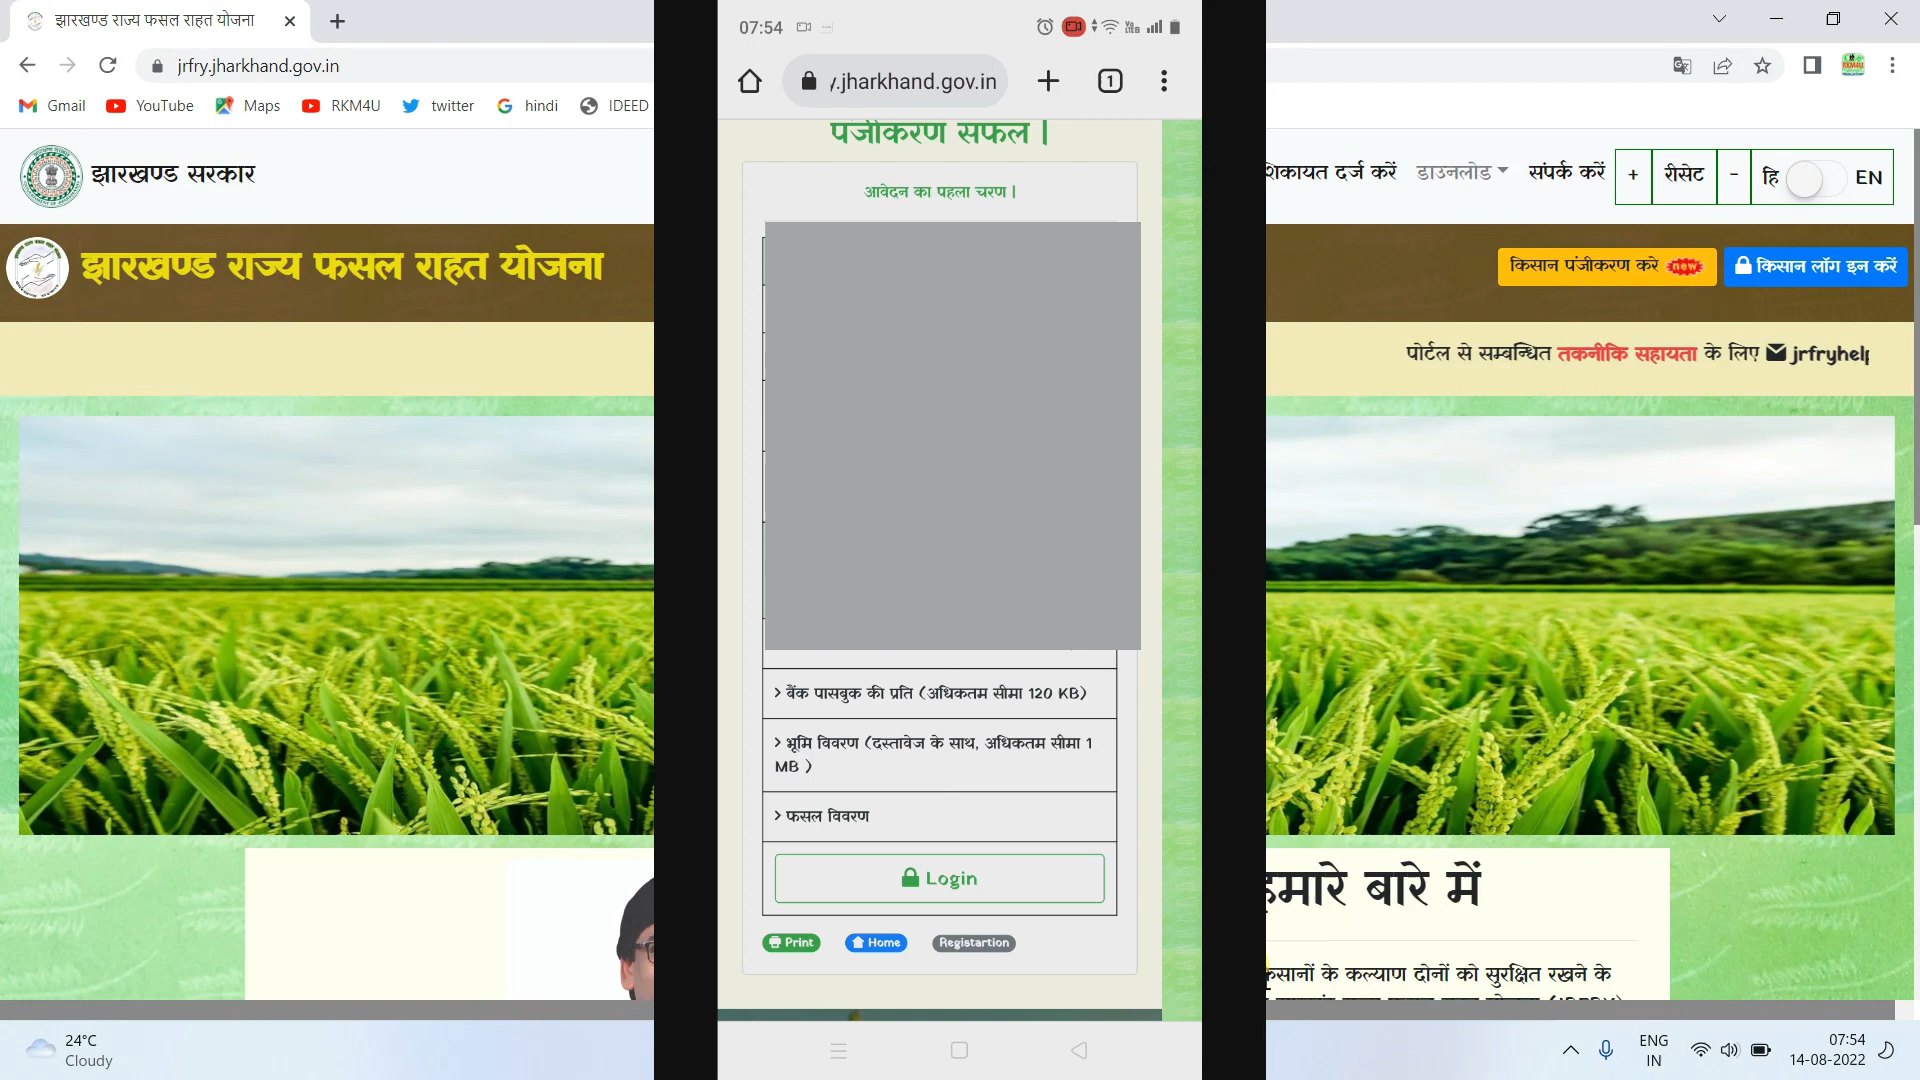 झारखण्ड राज्य फसल राहत योजना
jrfry.jharkhand.gov.in
Gmail YouTube Maps RKM4U twitter hindi IDEED
झारखण्ड सरकार
झारखण्ड राज्य फसल राहत योजना
07:54
.jharkhand.gov.in
1
पंजीकरण सफल |
आवेदन का पहला चरण |
> बैंक पासबुक की प्रति (अधिकतम सीमा 120 KB)
> भूमि विवरण (दस्तावेज के साथ, अधिकतम सीमा 1
MB )
> फसल विवरण
Login
Print Home Registartion
शिकायत दर्ज करें डाउनलोड संपर्क करें + रीसेट - हि EN
किसान पंजीकरण करे new किसान लॉग इन करें
पोर्टल से सम्बन्धित तकनीकि सहायता के लिए jrfryhelp
हमारे बारे में
किसानों के कल्याण दोनों को सुरक्षित रखने के
24°C
Cloudy
ENG
IN
07:54
14-08-2022